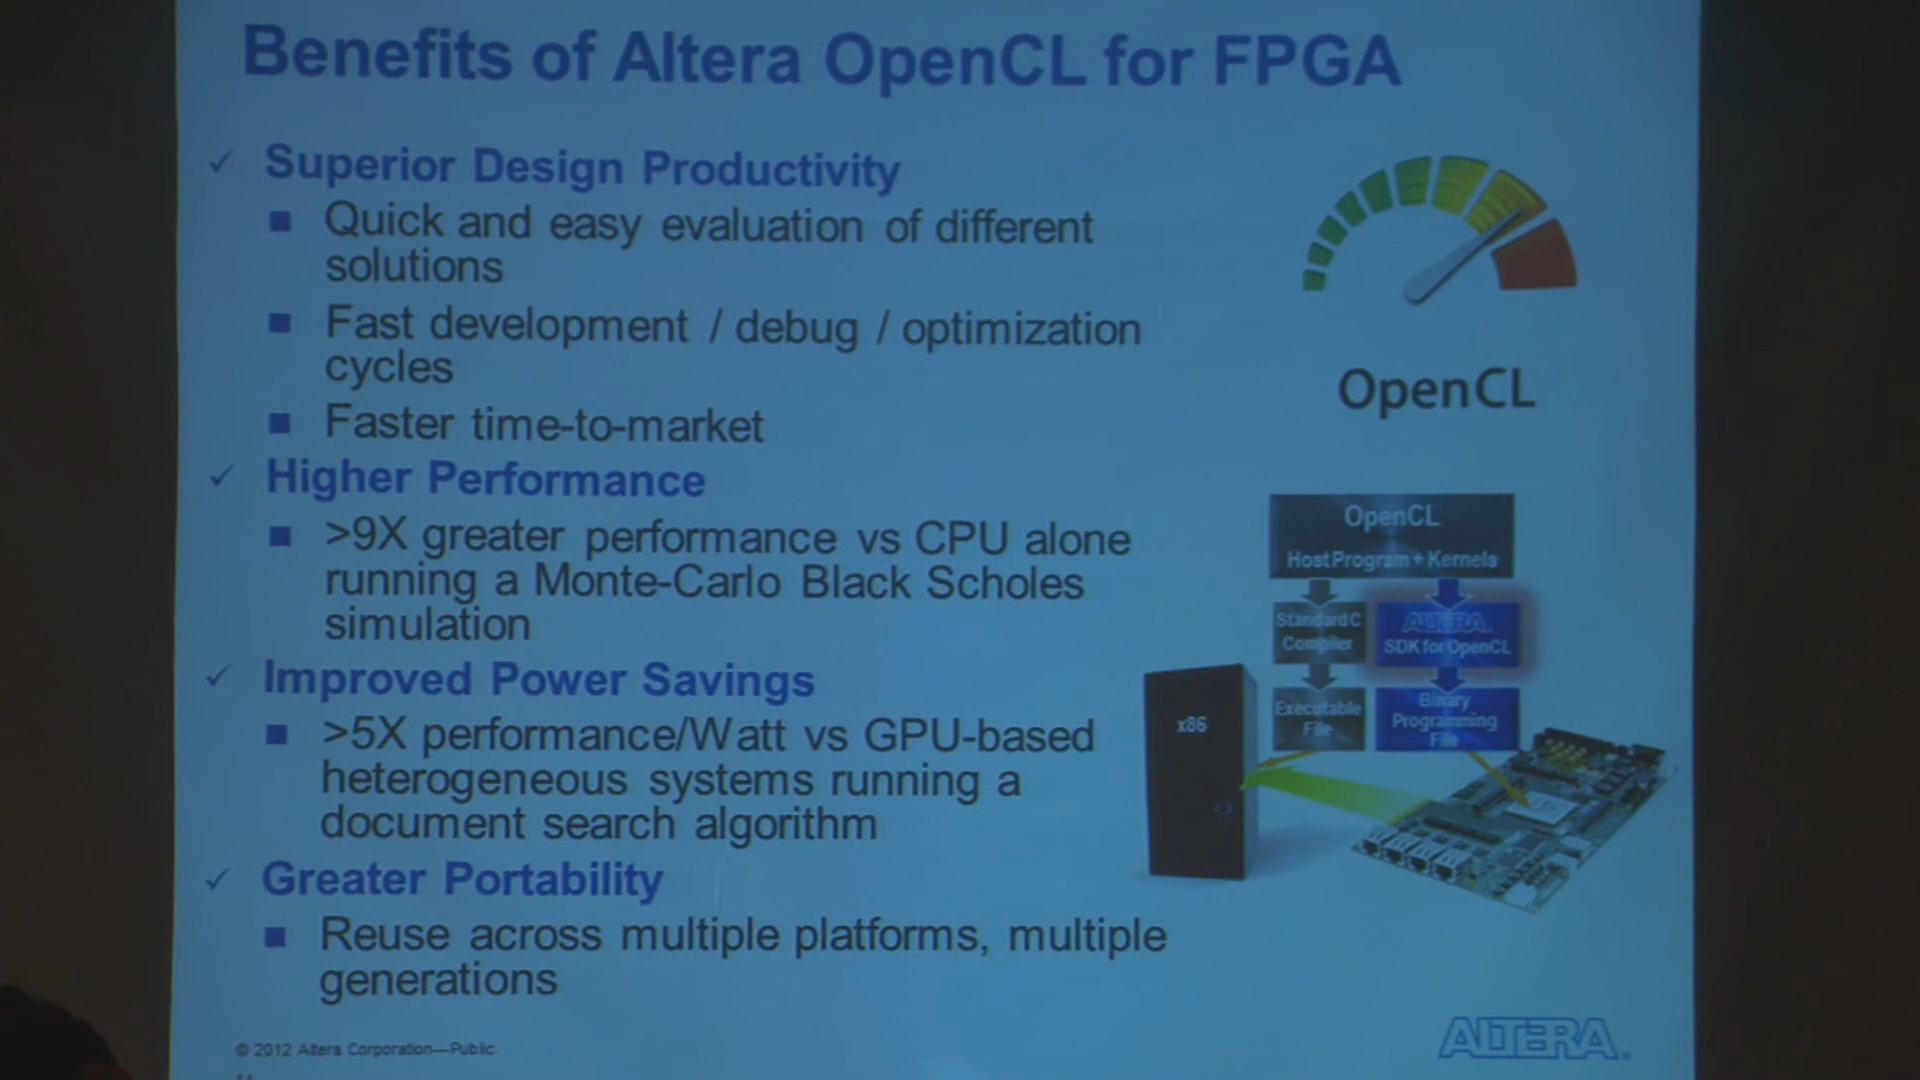 Benefits of Altera OpenCL for FPGA
✓ Superior Design Productivity
■ Quick and easy evaluation of different
solutions
■ Fast development / debug / optimization
cycles
■ Faster time-to-market
✓ Higher Performance
■ >9X greater performance vs CPU alone
running a Monte-Carlo Black Scholes
simulation
✓ Improved Power Savings
■ >5X performance/Watt vs GPU-based
heterogeneous systems running a
document search algorithm
✓ Greater Portability
■ Reuse across multiple platforms, multiple
generations
OpenCL
OpenCL
Host Program + Kernels
Standard C
Compiler
ALTERA
SDK for OpenCL
Executable
File
Binary
Programming
File
x86
© 2012 Altera Corporation—Public
ALTERA